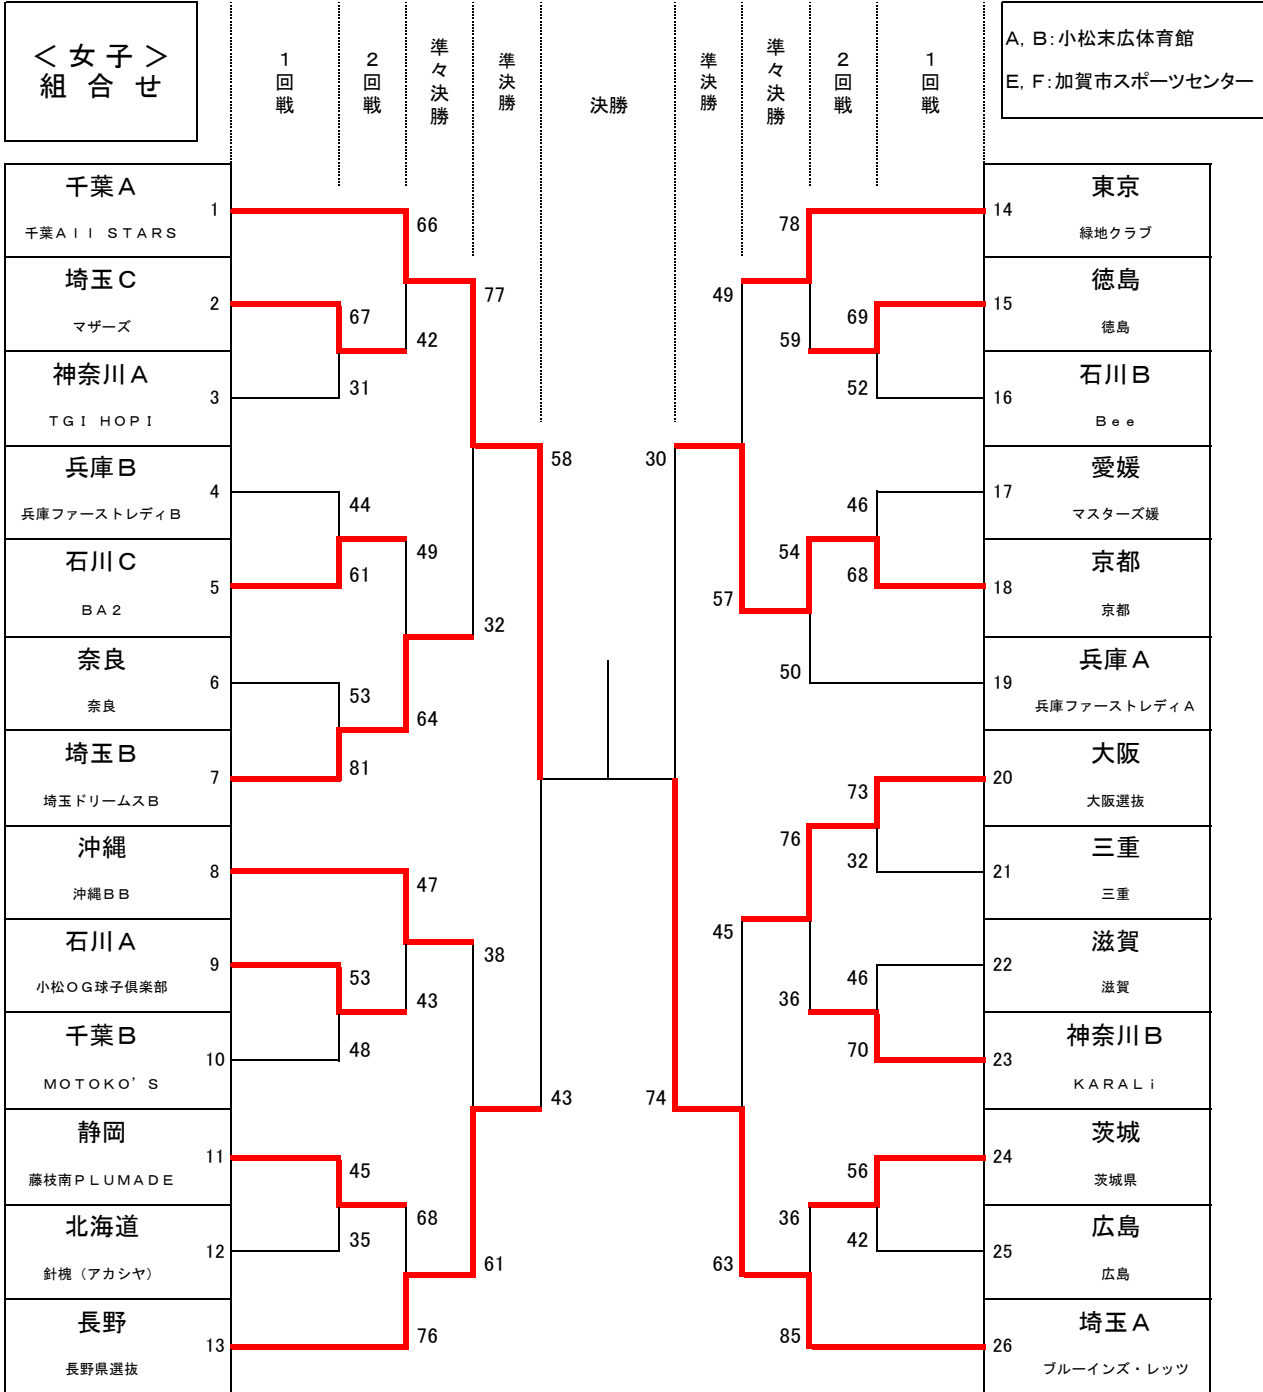 ＜女子＞
組合せ
1回戦
2回戦
準々決勝
準決勝
決勝
準決勝
準々決勝
2回戦
1回戦
A, B：小松末広体育館
E, F：加賀市スポーツセンター
千葉A
1
千葉All STARS
埼玉C
2
マザーズ
神奈川A
3
TGI HOPI
兵庫B
4
兵庫ファーストレディB
石川C
5
BA2
奈良
6
奈良
埼玉B
7
埼玉ドリームスB
沖縄
8
沖縄BB
石川A
9
小松OG球子倶楽部
千葉B
10
MOTOKO'S
静岡
11
藤枝南PLUMADE
北海道
12
針槐（アカシヤ）
長野
13
長野県選抜
66
67
42
31
77
44
49
61
32
53
64
81
47
53
43
48
38
45
68
35
61
76
58
43
30
74
49
57
45
63
78
59
69
52
46
54
68
50
73
76
32
46
36
70
56
36
42
85
東京
14
緑地クラブ
徳島
15
徳島
石川B
16
Bee
愛媛
17
マスターズ媛
京都
18
京都
兵庫A
19
兵庫ファーストレディA
大阪
20
大阪選抜
三重
21
三重
滋賀
22
滋賀
神奈川B
23
KARALi
茨城
24
茨城県
広島
25
広島
埼玉A
26
ブルーインズ・レッツ